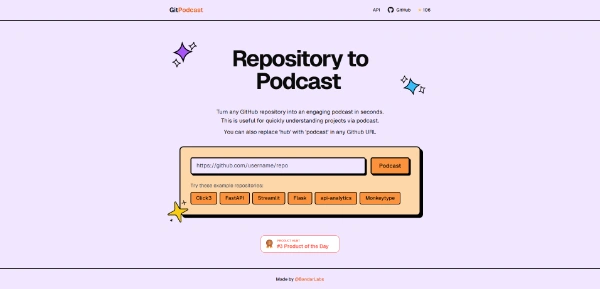 GitPodcast
API GitHub
Repository to
Podcast
Turn any GitHub repository into an engaging podcast in seconds.
This is useful for quickly understanding projects via podcast.
You can also replace 'hub' with 'podcast' in any Github URL
https://github.com/username/repo
Podcast
Try these example repositories:
Click3 FastAPI Streamlit Flask api-analytics Monkeytype
PRODUCT HUNT
Product of the Day
Made by @BandarLabs